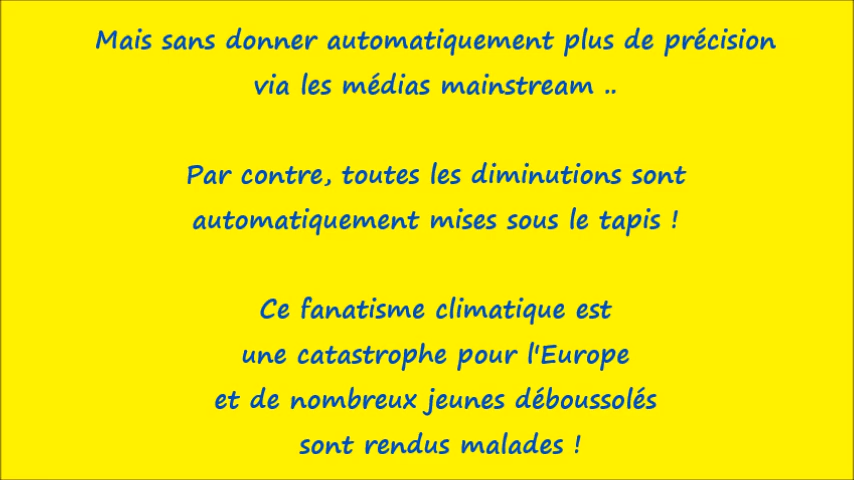 Mais sans donner automatiquement plus de précision
via les médias mainstream ..
Par contre, toutes les diminutions sont
automatiquement mises sous le tapis !
Ce fanatisme climatique est
une catastrophe pour l'Europe
et de nombreux jeunes déboussolés
sont rendus malades !